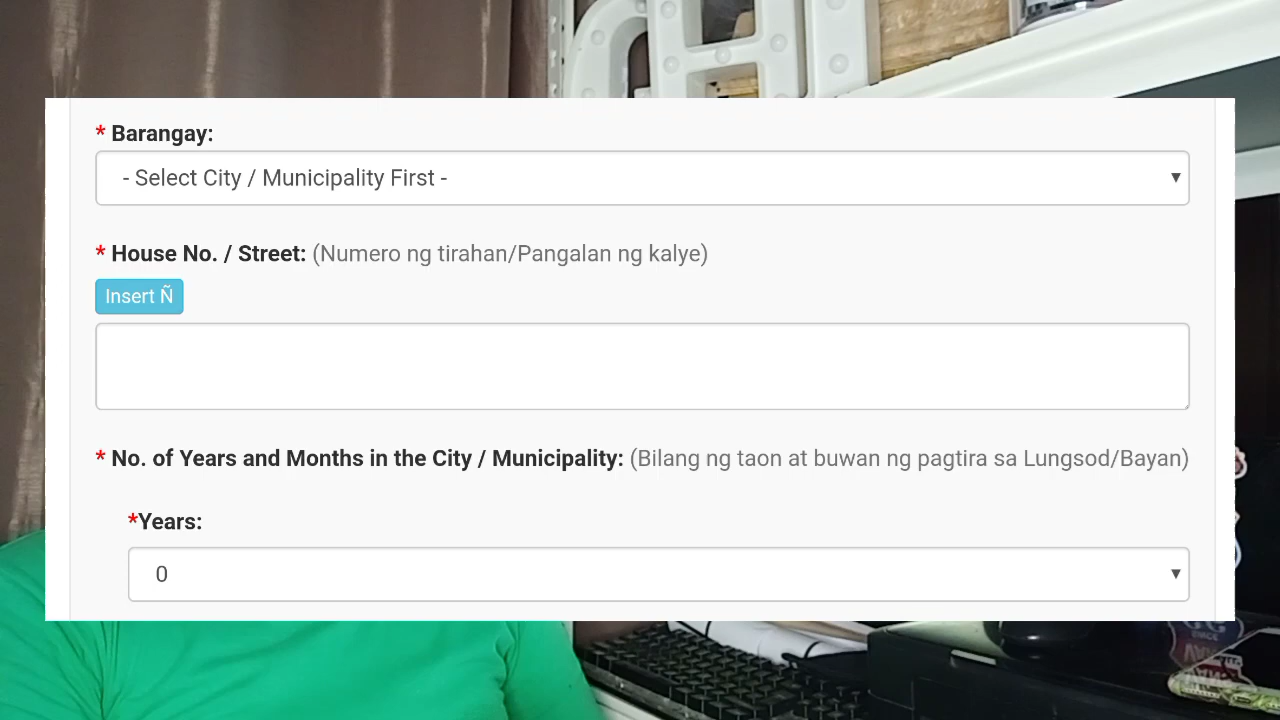 * Barangay:
- Select City / Municipality First -
* House No. / Street: (Numero ng tirahan/Pangalan ng kalye)
Insert Ñ
* No. of Years and Months in the City / Municipality: (Bilang ng taon at buwan ng pagtira sa Lungsod/Bayan)
*Years:
0